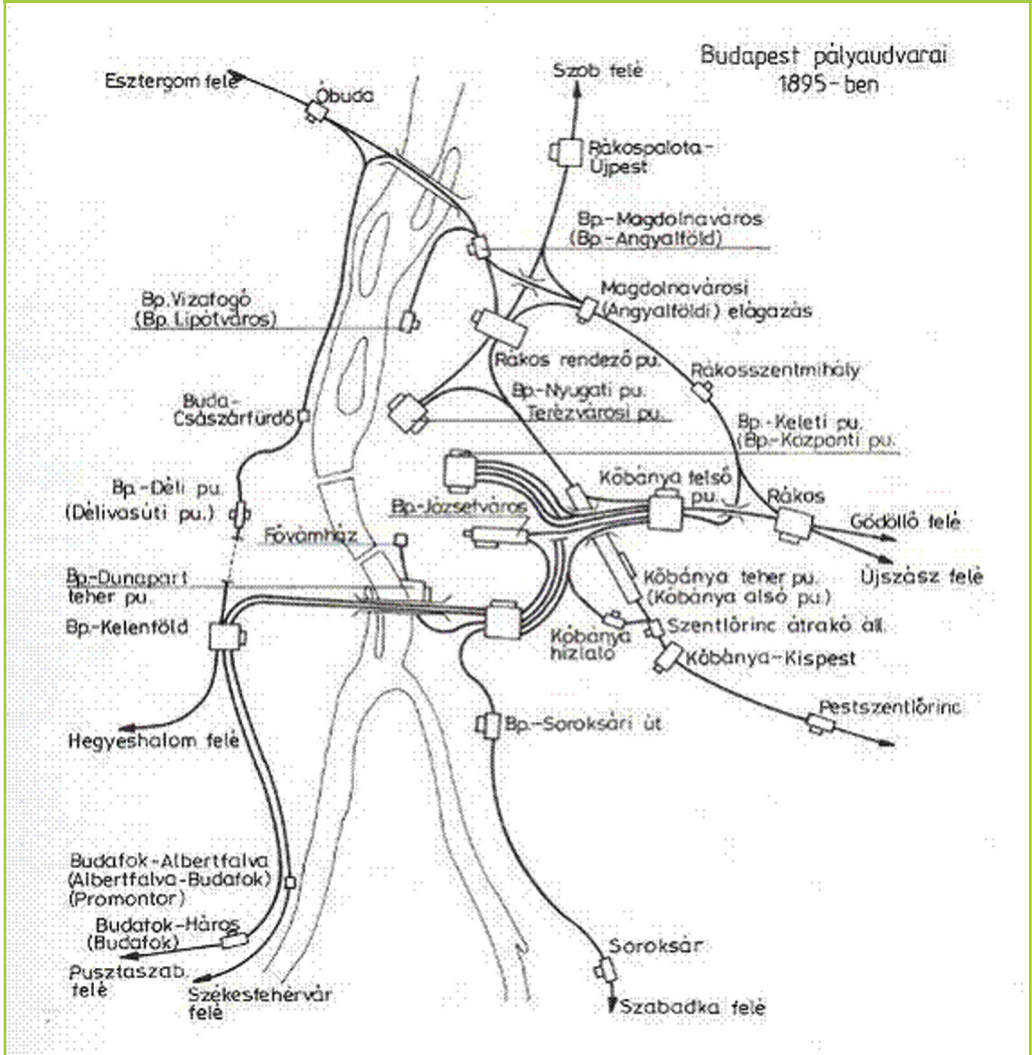 Budapest pályaudvarai
1895-ben
Esztergom felé
Szob felé
Óbuda
Rákospalota-
Újpest
Bp.-Magdolnaváros
(Bp.-Angyalföld)
Magdolnavárosi
(Angyalföldi) elágazás
Bp. Vizafogó
(Bp. Lipótváros)
Rákos rendező pu.
Rákosszentmihály
Bp.-Nyugati pu.
Terézvárosi pu.
Buda-
Császárfürdő
Bp.-Keleti pu.
(Bp.-Központi pu.
Kőbánya felső
pu.
Bp.-Déli pu.
(Délivasúti pu.)
Bp.-Józsefváros
Rákos
Gödöllő felé
Fővámház
Újszász felé
Bp.-Dunapart
teher pu.
Kőbánya teher pu.
(Kőbánya alsó pu.)
Bp.-Kelenföld
Kőbánya
hízlaló
Szentlőrinc átrakó áll.
Kőbánya-Kispest
Pestszentlőrinc
Bp.-Soroksári út
Hegyeshalom felé
Budafok-Albertfalva
(Albertfalva-Budafok)
(Promontor)
Budafok-Háros
(Budafok)
Pusztaszab.
felé
Székesfehérvár
felé
Soroksár
Szabadka felé